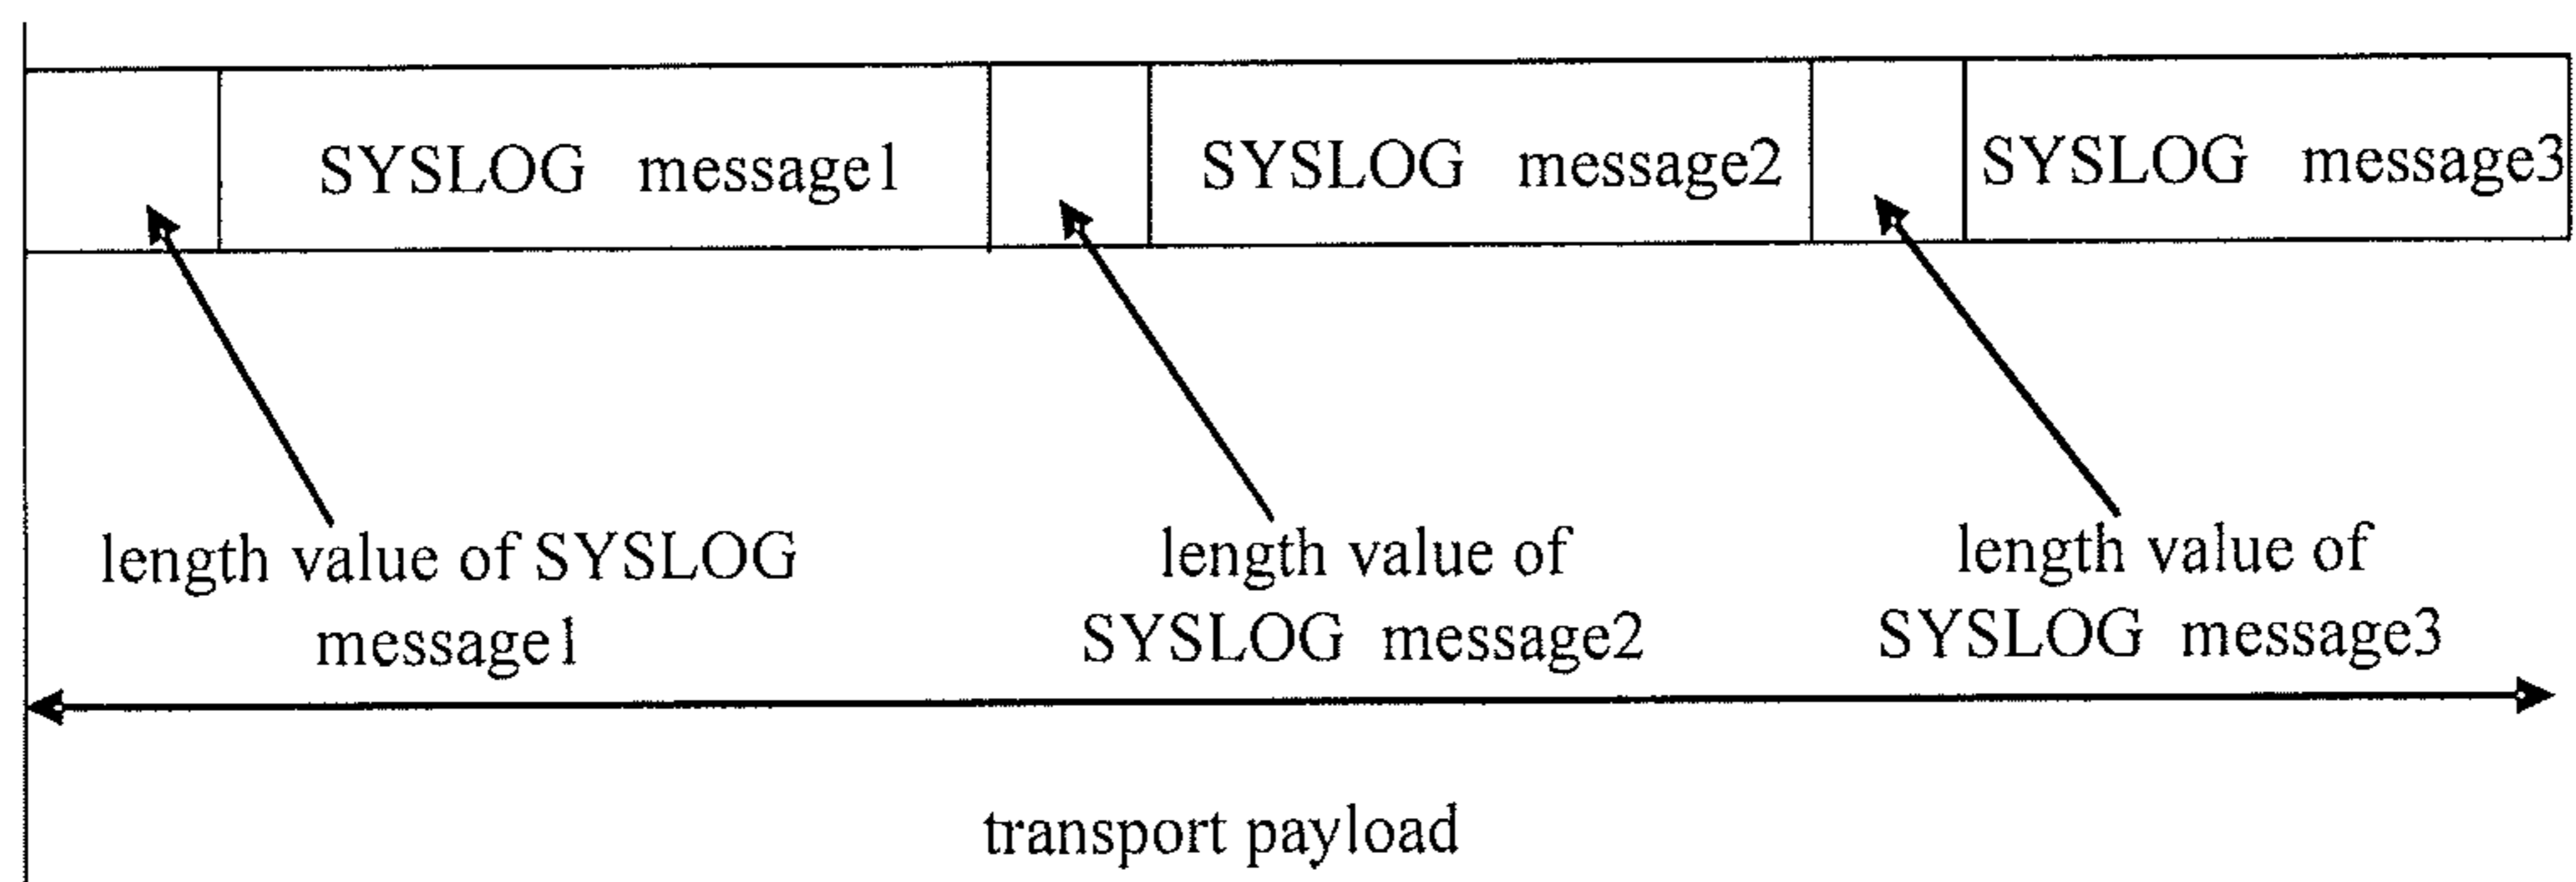 SYSLOG message1 SYSLOG message2 SYSLOG message3
length value of SYSLOG
message1
length value of
SYSLOG message2
length value of
SYSLOG message3
transport payload